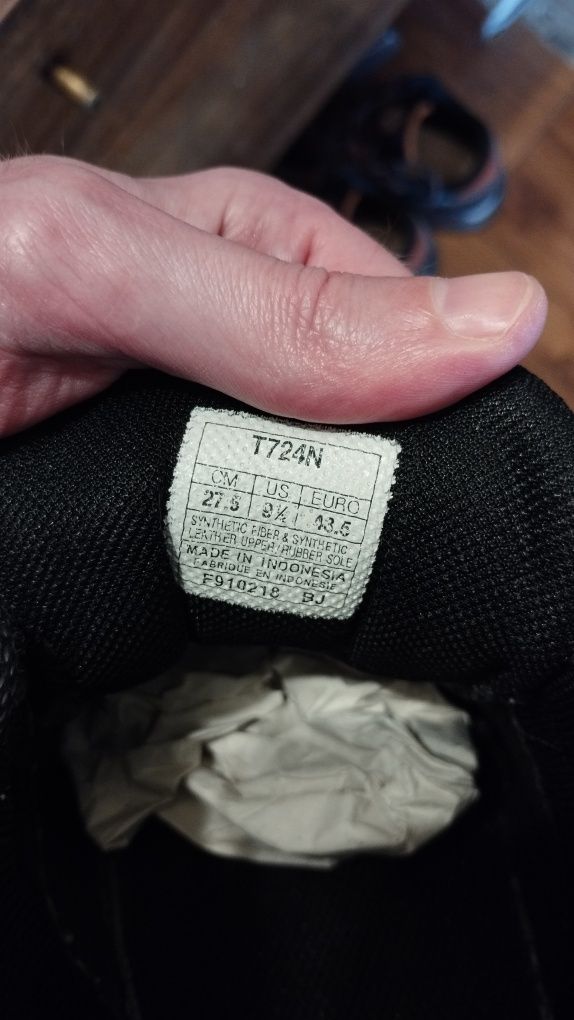 T724N
CM US EURO
27.5 9½ 43.5
SYNTHETIC FIBER & SYNTHETIC
LEATHER UPPER/RUBBER SOLE
MADE IN INDONESIA
FABRIQUE EN INDONESIE
F910218 BJ